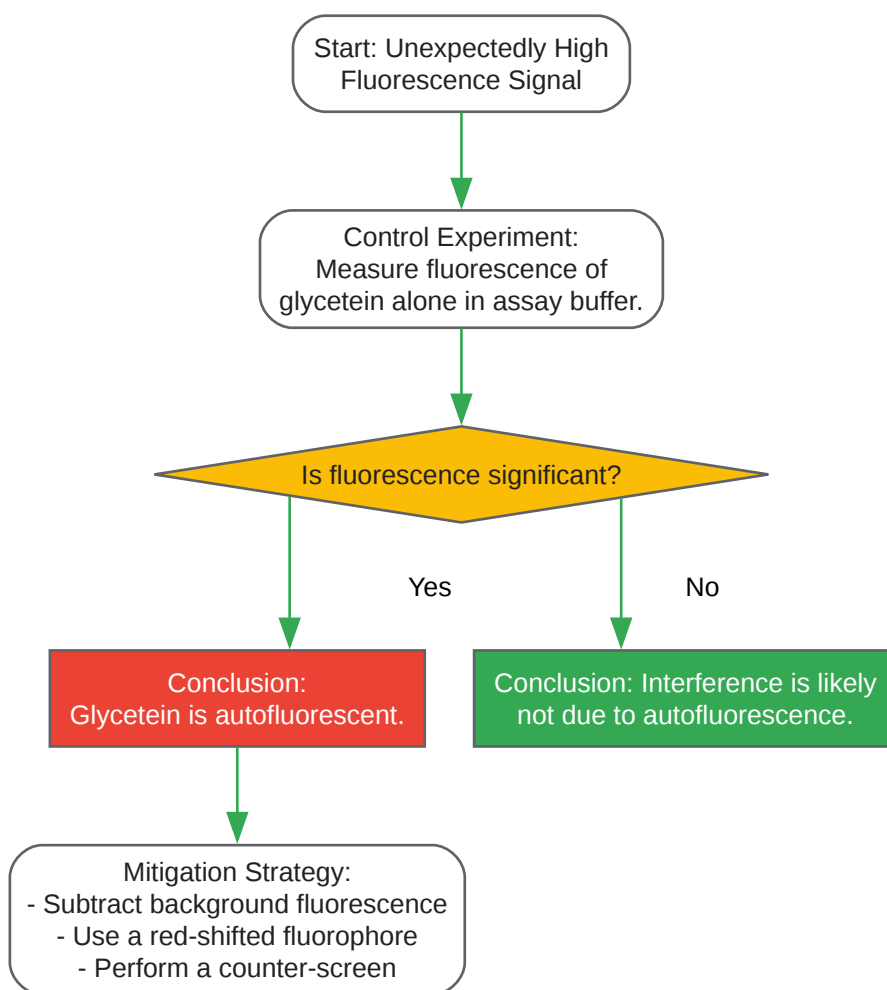 Start: Unexpectedly High
Fluorescence Signal
Control Experiment:
Measure fluorescence of
glycetein alone in assay buffer.
Is fluorescence significant?
Yes
No
Conclusion:
Glycetein is autofluorescent.
Conclusion: Interference is likely
not due to autofluorescence.
Mitigation Strategy:
- Subtract background fluorescence
- Use a red-shifted fluorophore
- Perform a counter-screen